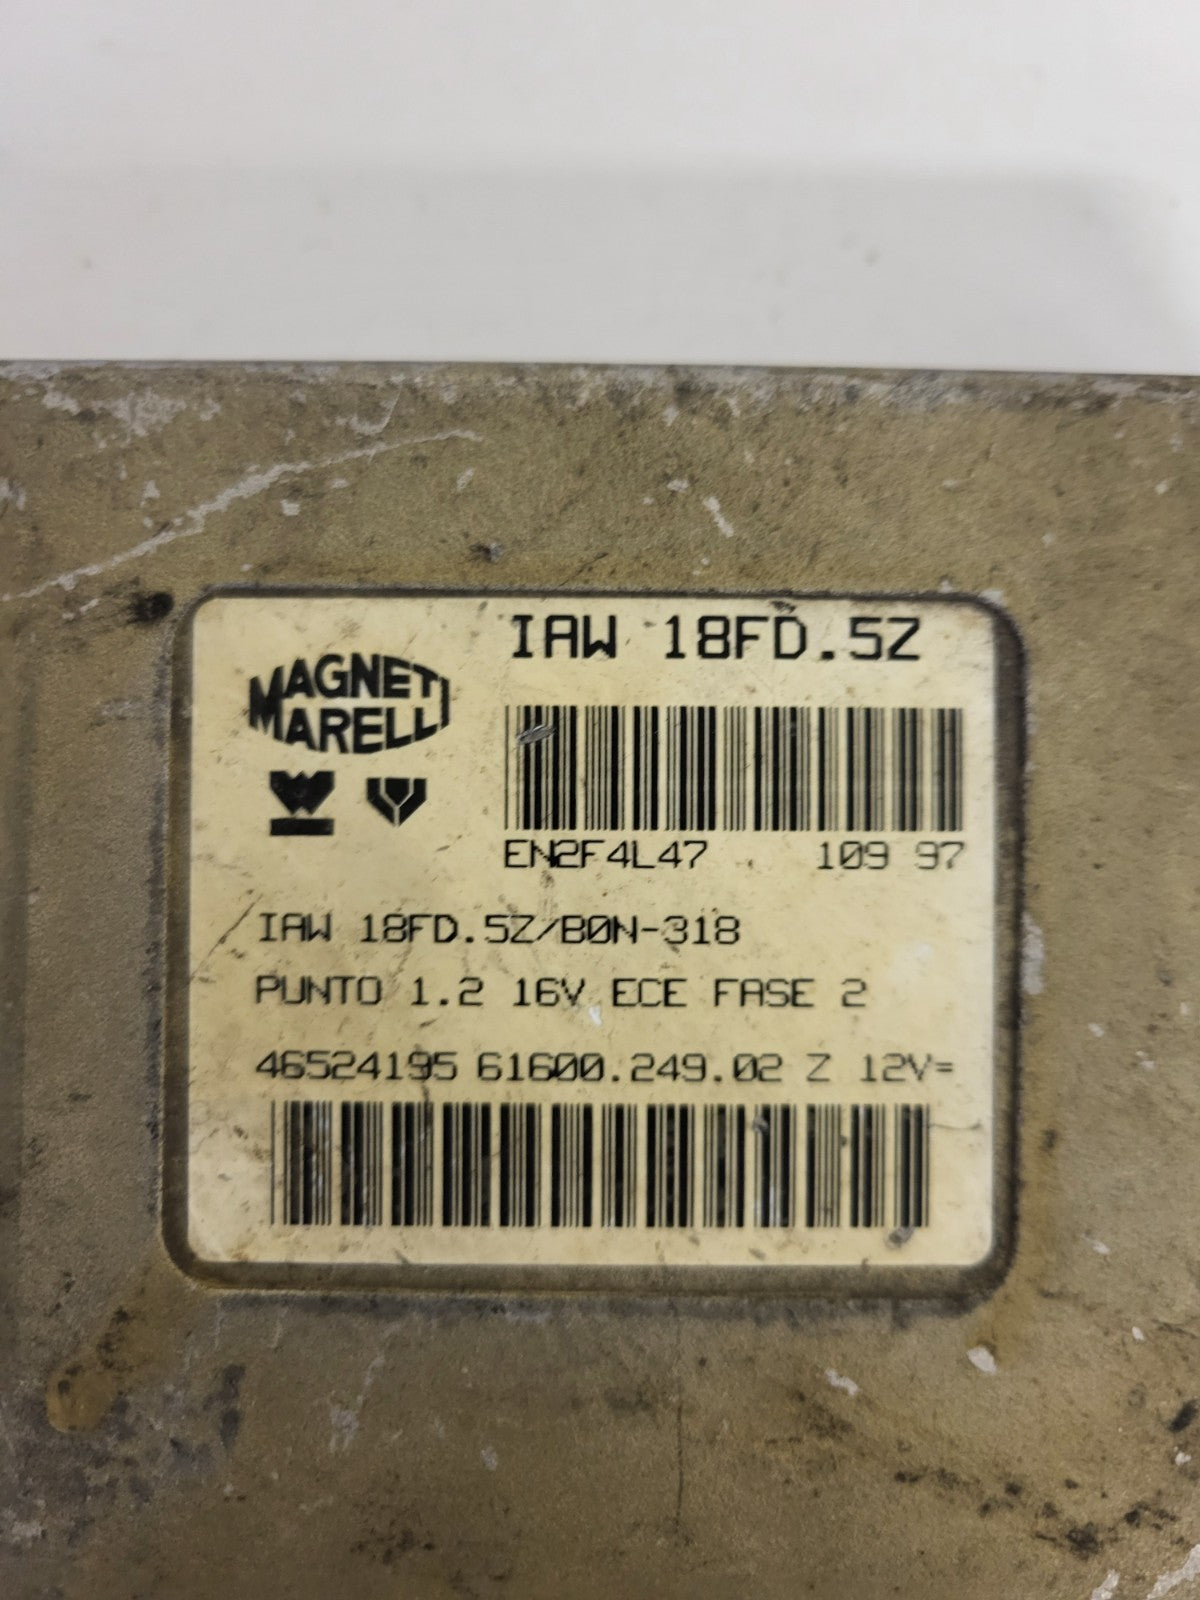 IAW 18FD.5Z
MAGNETI
MARELLI
EN2F4L47 109 97
IAW 18FD.5Z/B0N-318
PUNTO 1.2 16V ECE FASE 2
46524195 61600.249.02 Z 12V=